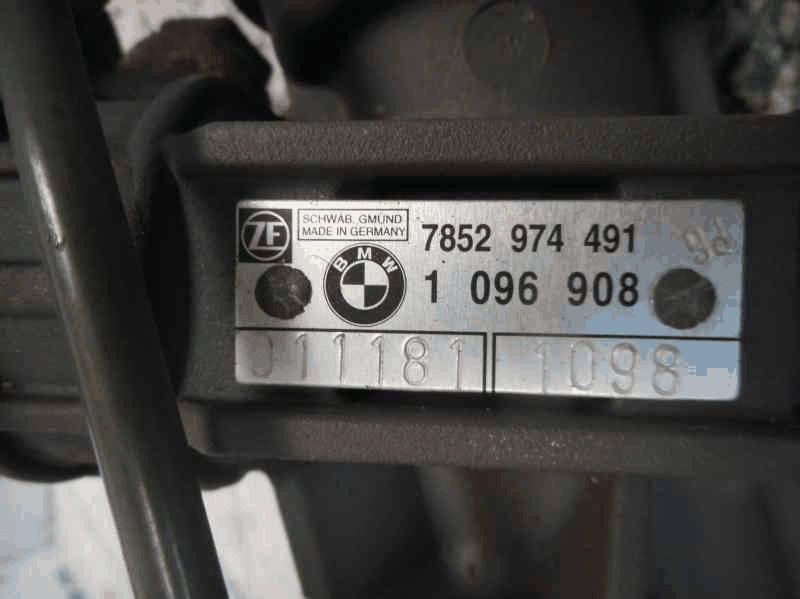 ZF
SCHWÄB. GMÜND
MADE IN GERMANY
7852 974 491
BMW
1 096 908
011181 1098